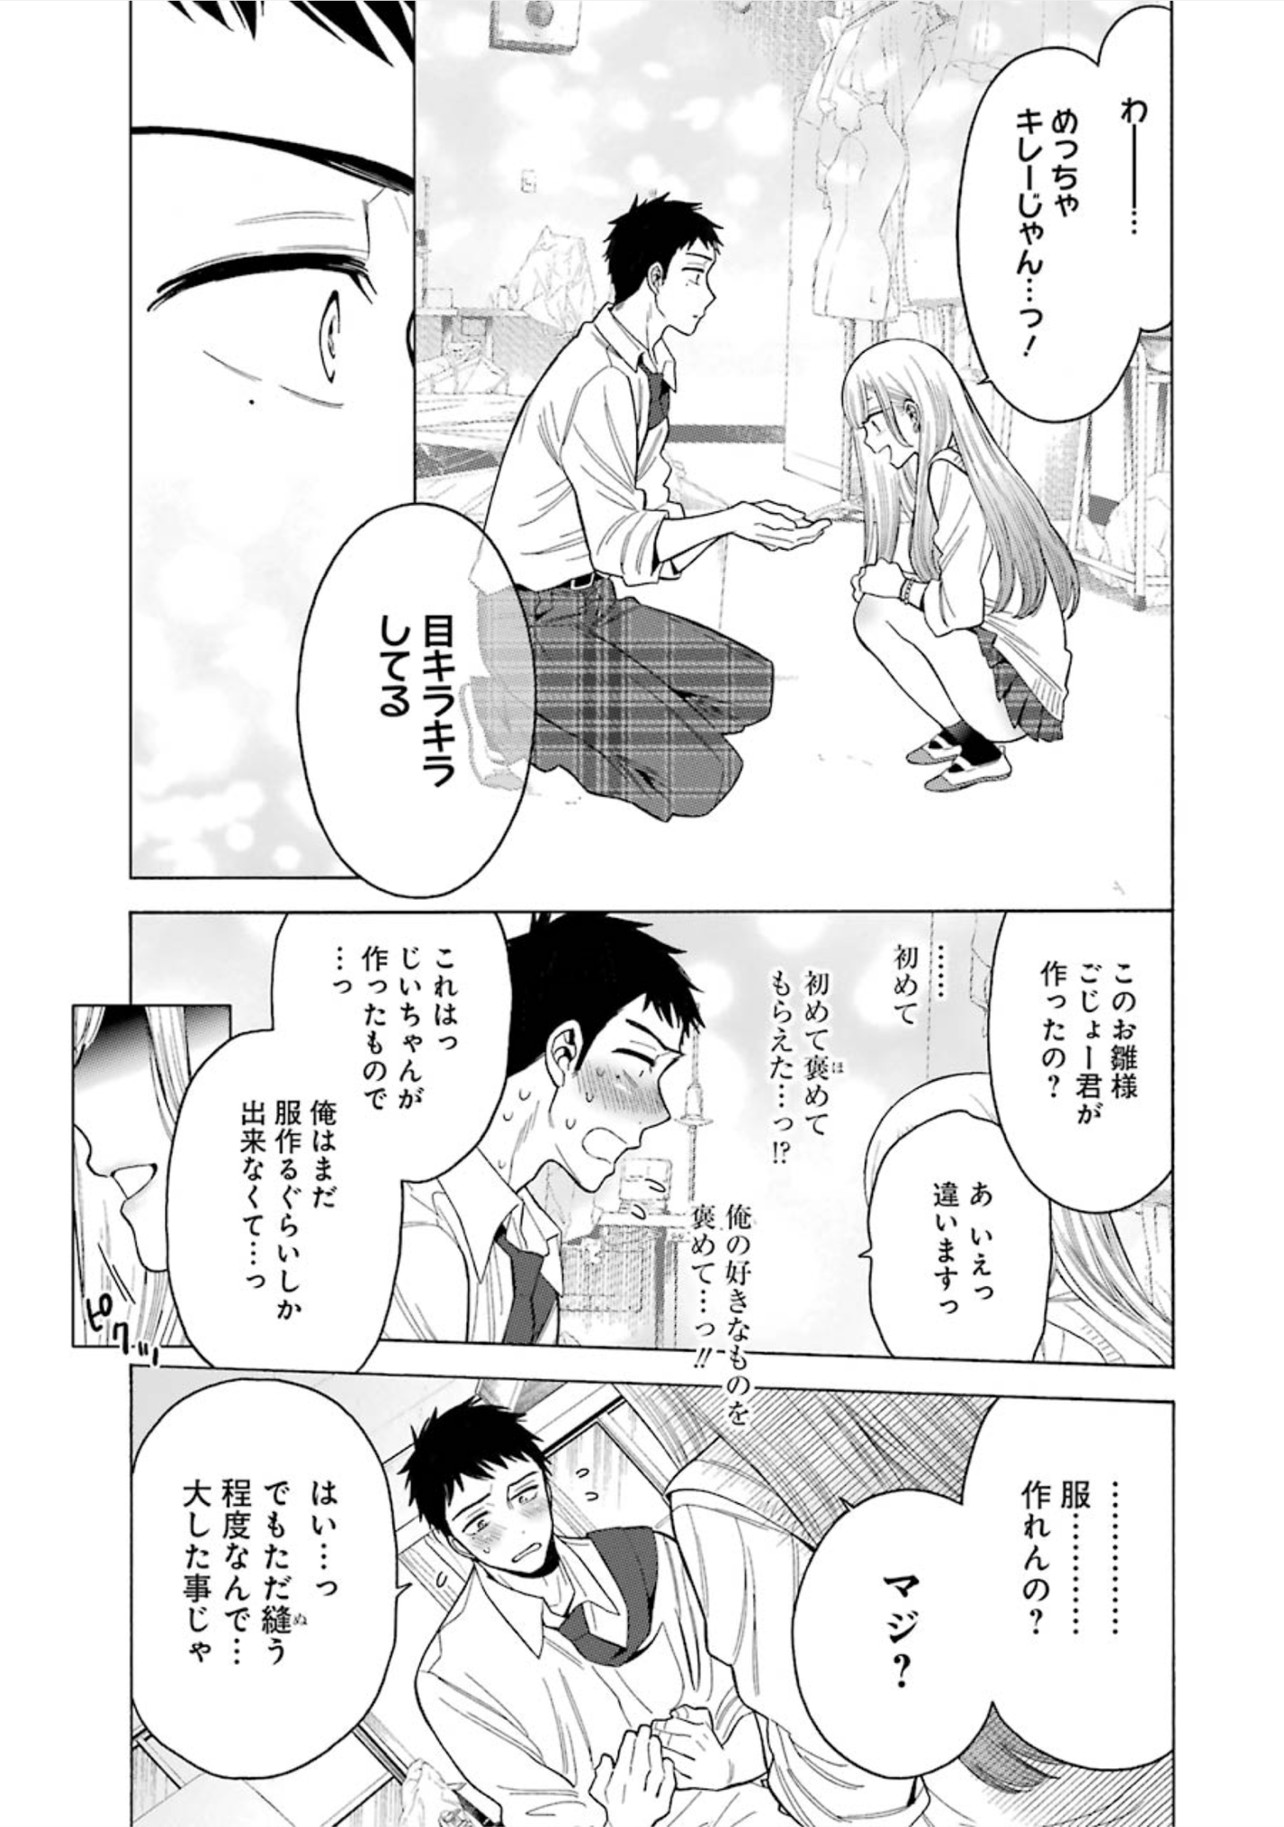 わーーー…
めっちゃ
キレーじゃん…っ！
目キラキラ
してる
このお雛様
ごじょー君が
作ったの？
あ いえっ
違いますっ
……
初めて
初めて褒めて
ほ
もらえた…っ!?
俺の好きなものを
褒めて…っ!!
これはっ
じいちゃんが
作ったもので
…っ
俺はまだ
服作るぐらいしか
出来なくて…っ
ピクッ
…………
服………
作れんの？
マジ？
はい…っ
でもただ縫う
ぬ
程度なんで…
大した事じゃ